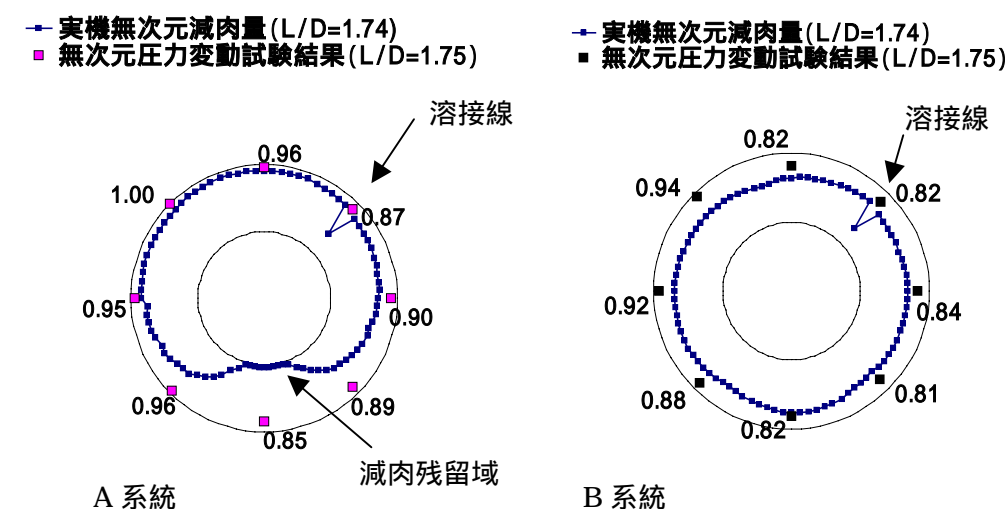 実機無次元減肉量(L/D=1.74)
無次元圧力変動試験結果(L/D=1.75)
溶接線
0.96
1.00
0.87
0.95
0.90
0.96
0.89
0.85
減肉残留域
A 系統
実機無次元減肉量(L/D=1.74)
無次元圧力変動試験結果(L/D=1.75)
溶接線
0.82
0.94
0.82
0.92
0.84
0.88
0.81
0.82
B 系統